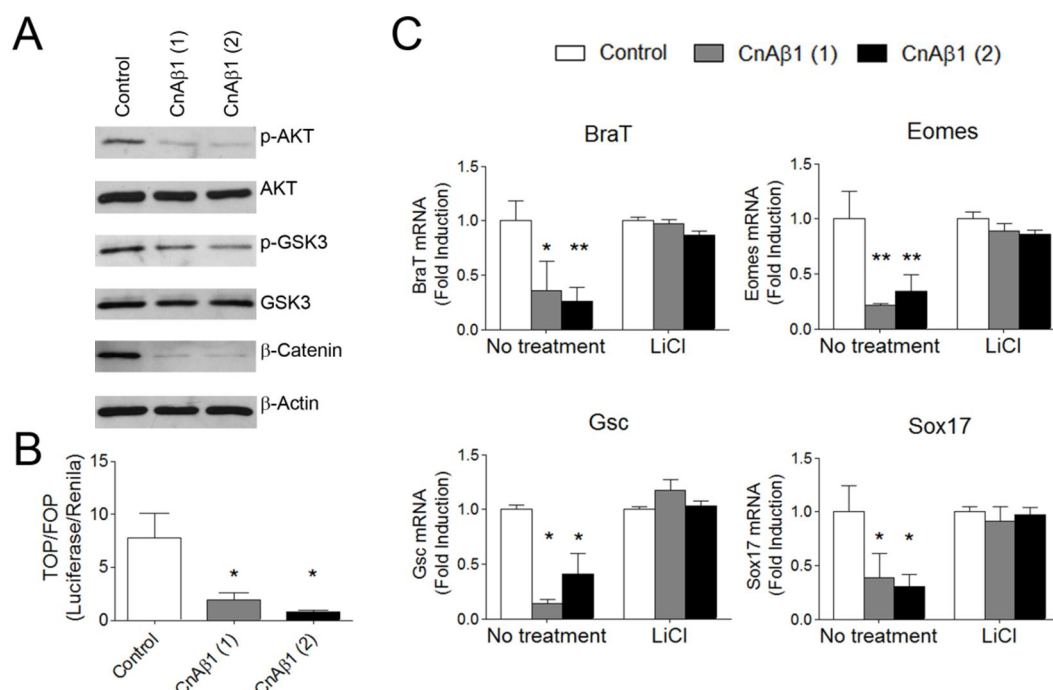 A
Control
CnAβ1 (1)
CnAβ1 (2)
p-AKT
AKT
p-GSK3
GSK3
β-Catenin
β-Actin
B
TOP/FOP
(Luciferase/Renila)
15
10
5
0
*
*
Control
CnAβ1 (1)
CnAβ1 (2)
C
Control CnAβ1 (1) CnAβ1 (2)
BraT
BraT mRNA
(Fold Induction)
1.5
1.0
0.5
0.0
* **
No treatment LiCl
Eomes
Eomes mRNA
(Fold Induction)
1.5
1.0
0.5
0.0
** **
No treatment LiCl
Gsc
Gsc mRNA
(Fold Induction)
1.5
1.0
0.5
0.0
* *
No treatment LiCl
Sox17
Sox17 mRNA
(Fold Induction)
1.5
1.0
0.5
0.0
* *
No treatment LiCl